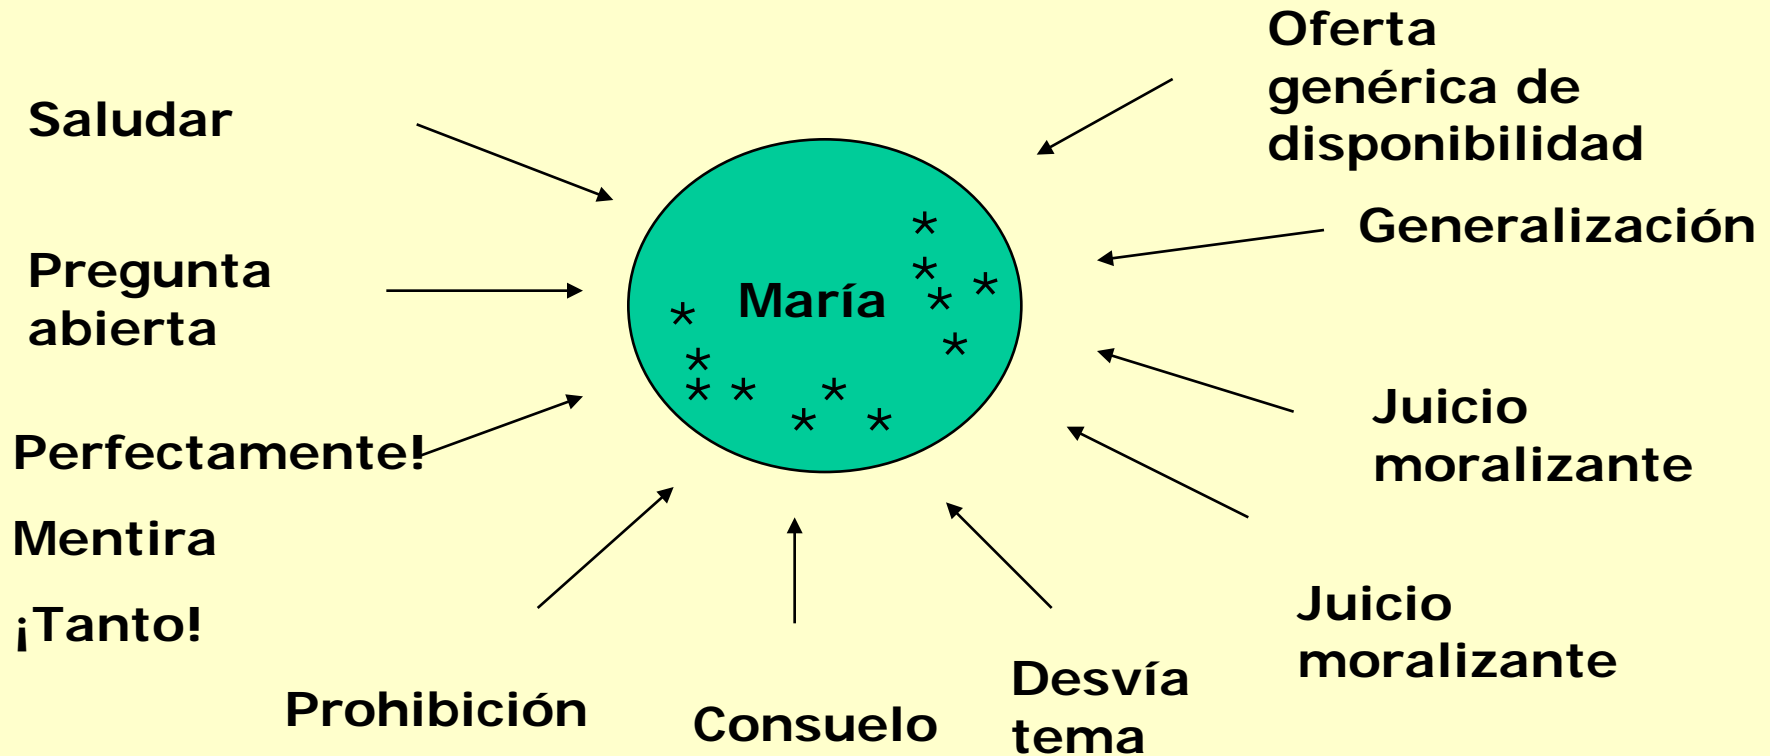 Saludar
Pregunta
abierta
Perfectamente!
Mentira
¡Tanto!
Prohibición
Consuelo
Desvía
tema
Juicio
moralizante
Juicio
moralizante
Generalización
Oferta
genérica de
disponibilidad
María
*
*
*
*
*
*
*
*
*
*
*
*